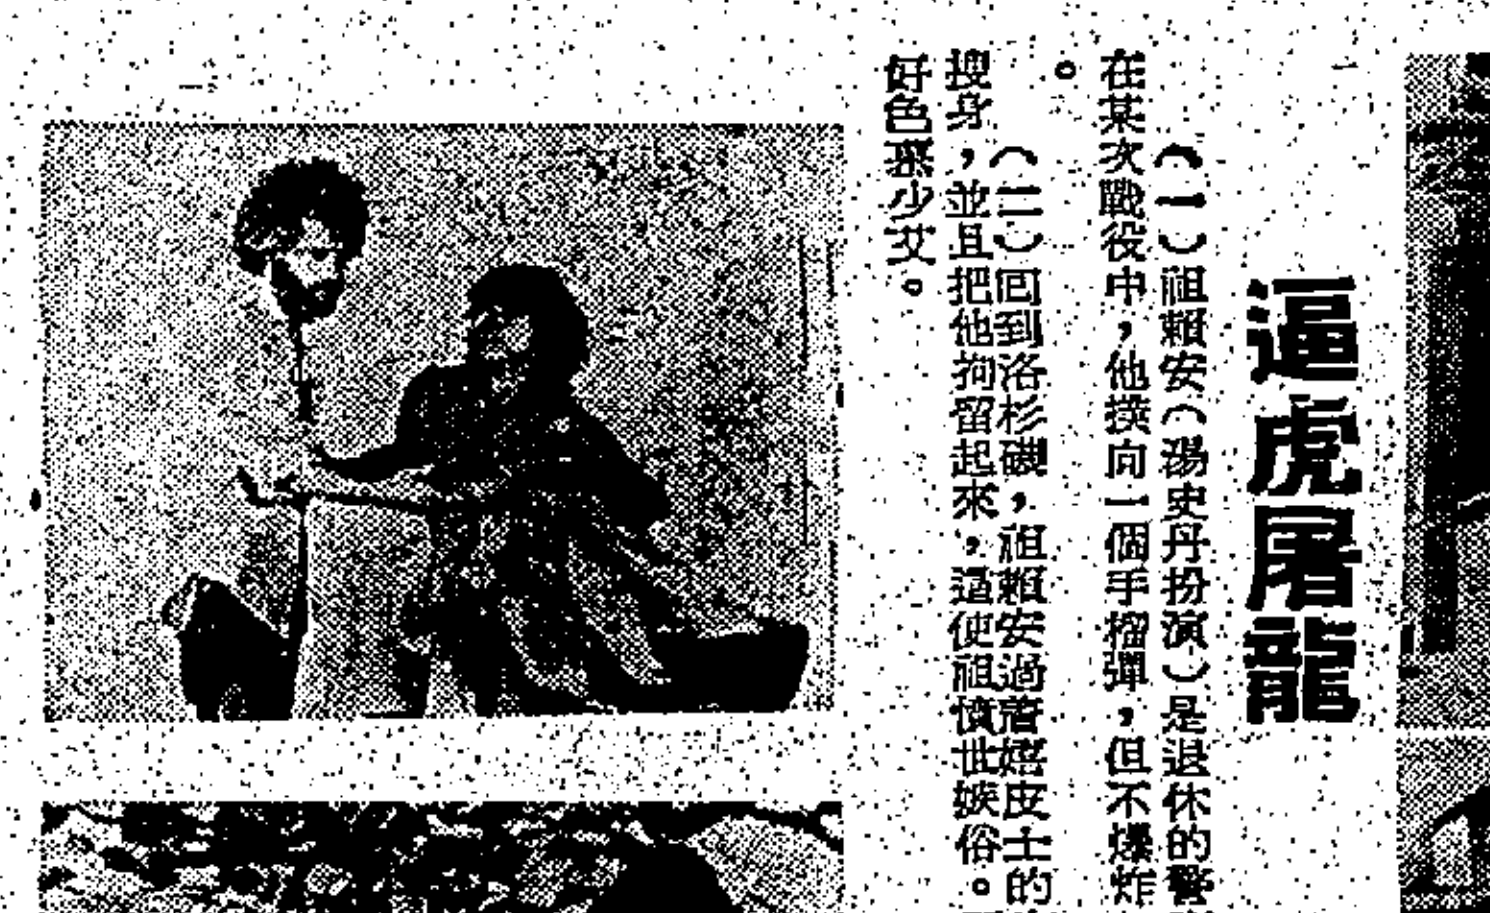 逼虎屠龍
(一)祖賴安(湯史丹扮演)是退休的警
在某次戰役中,他撲向一個手榴彈,但不爆炸
。
(二)回到洛杉磯,祖賴安過著嬉皮士的
搜身,並且把他拘留起來,這使祖憤世嫉俗。
好色慕少艾。